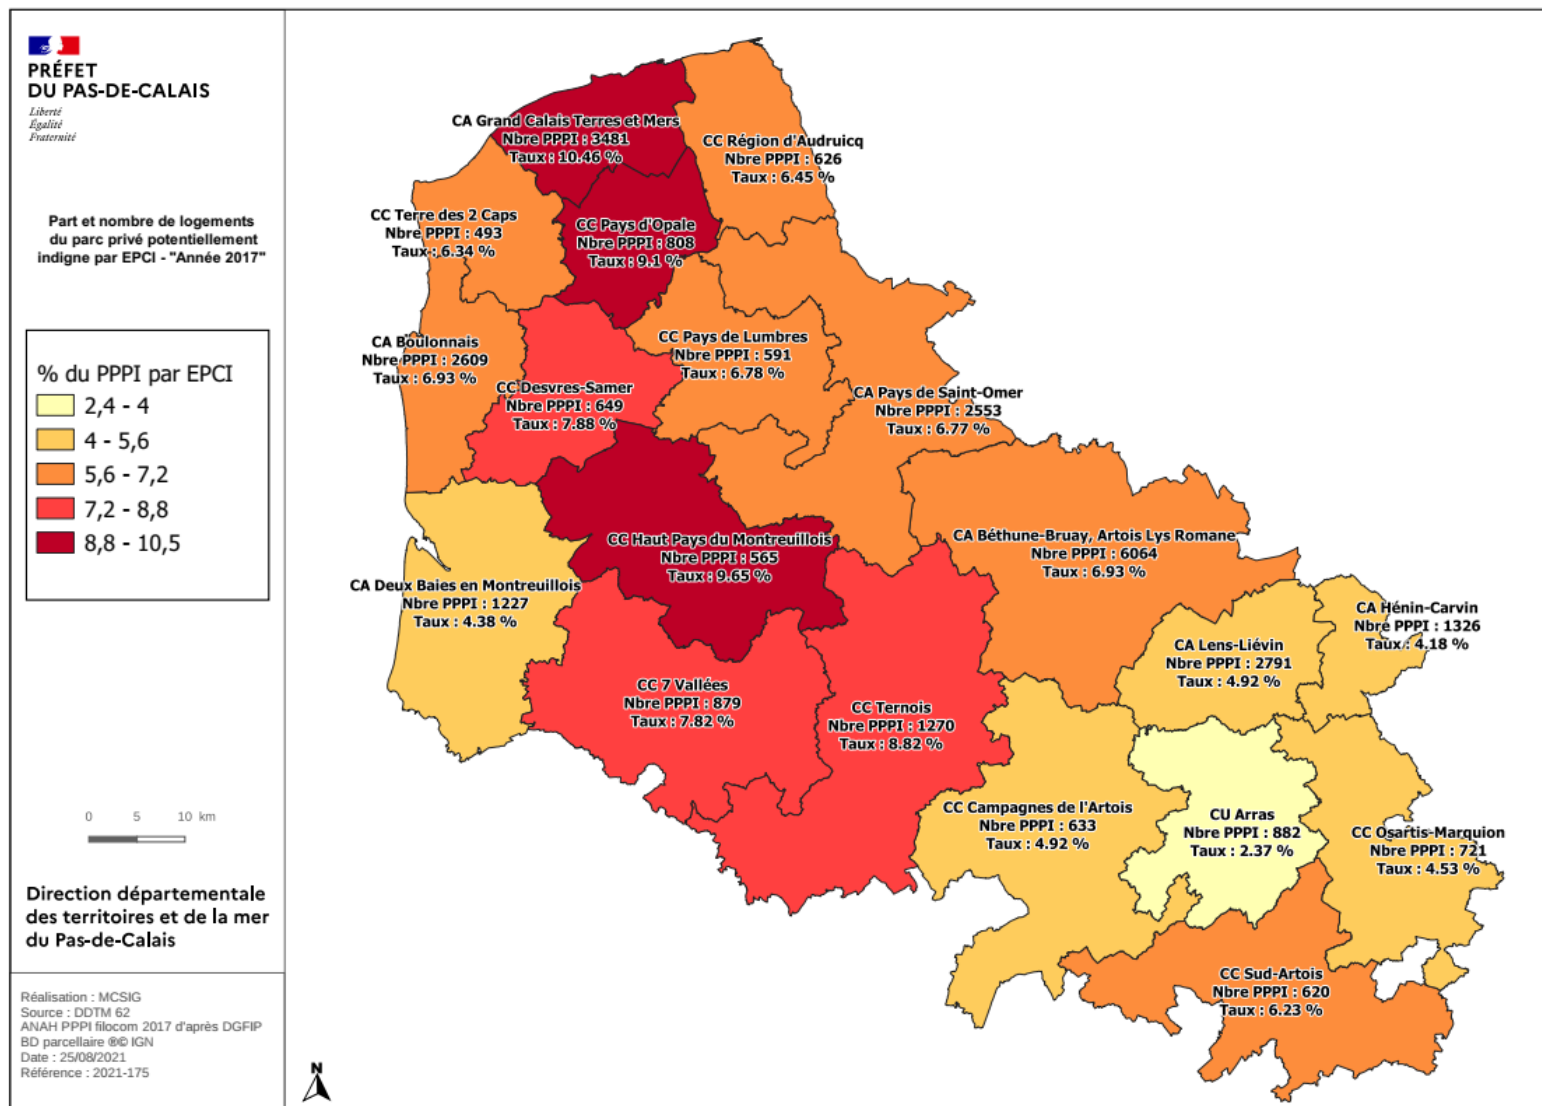 PRÉFET
DU PAS-DE-CALAIS
Liberté
Égalité
Fraternité
Part et nombre de logements
du parc privé potentiellement
indigne par EPCI - "Année 2017"
% du PPPI par EPCI
2,4 - 4
4 - 5,6
5,6 - 7,2
7,2 - 8,8
8,8 - 10,5
0 5 10 km
Direction départementale
des territoires et de la mer
du Pas-de-Calais
Réalisation : MCSIG
Source : DDTM 62
ANAH PPPI filocom 2017 d'après DGFIP
BD parcellaire ®© IGN
Date : 25/08/2021
Référence : 2021-175
N
CA Grand Calais Terres et Mers
Nbre PPPI : 3481
Taux : 10.46 %
CC Région d'Audruicq
Nbre PPPI : 626
Taux : 6.45 %
CC Terre des 2 Caps
Nbre PPPI : 493
Taux : 6.34 %
CC Pays d'Opale
Nbre PPPI : 808
Taux : 9.1 %
CA Boulonnais
Nbre PPPI : 2609
Taux : 6.93 %
CC Pays de Lumbres
Nbre PPPI : 591
Taux : 6.78 %
CC Desvres-Samer
Nbre PPPI : 649
Taux : 7.88 %
CA Pays de Saint-Omer
Nbre PPPI : 2553
Taux : 6.77 %
CC Haut Pays du Montreuillois
Nbre PPPI : 565
Taux : 9.65 %
CA Béthune-Bruay, Artois Lys Romane
Nbre PPPI : 6064
Taux : 6.93 %
CA Deux Baies en Montreuillois
Nbre PPPI : 1227
Taux : 4.38 %
CA Hénin-Carvin
Nbre PPPI : 1326
Taux : 4.18 %
CA Lens-Liévin
Nbre PPPI : 2791
Taux : 4.92 %
CC 7 Vallées
Nbre PPPI : 879
Taux : 7.82 %
CC Ternois
Nbre PPPI : 1270
Taux : 8.82 %
CC Campagnes de l'Artois
Nbre PPPI : 633
Taux : 4.92 %
CU Arras
Nbre PPPI : 882
Taux : 2.37 %
CC Osartis-Marquion
Nbre PPPI : 721
Taux : 4.53 %
CC Sud-Artois
Nbre PPPI : 620
Taux : 6.23 %